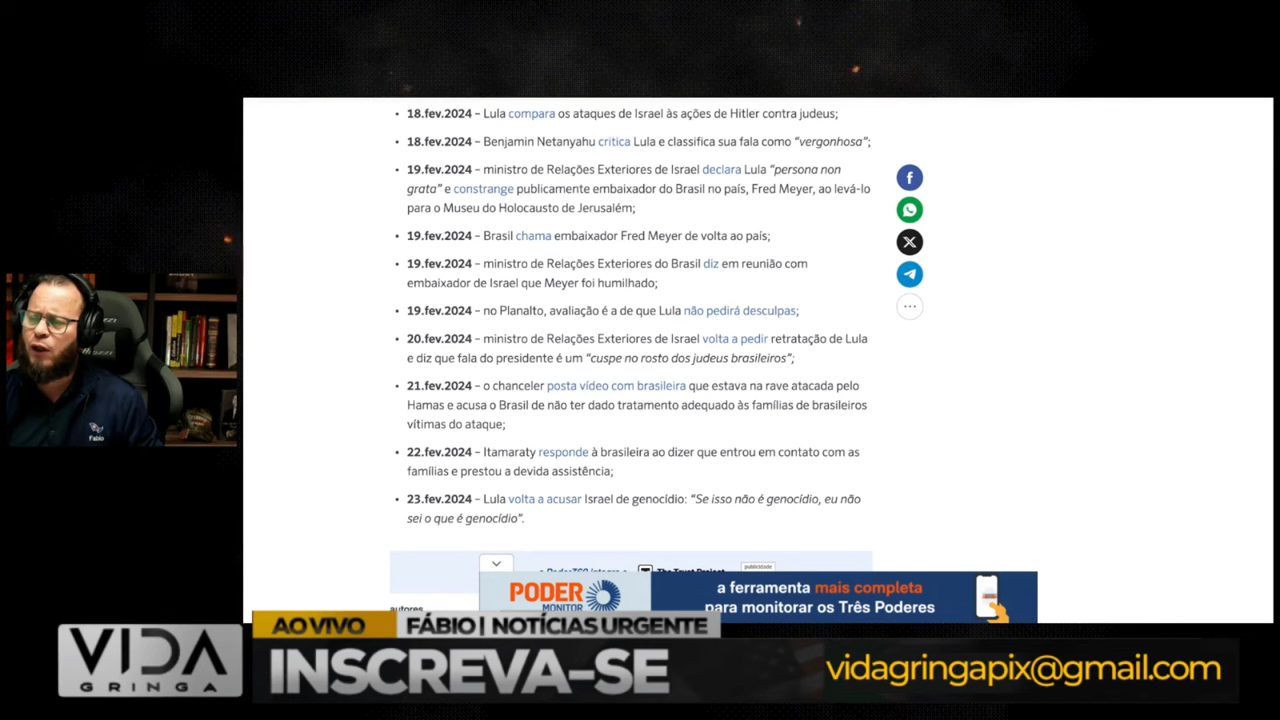 • 18.fev.2024 – Lula compara os ataques de Israel às ações de Hitler contra judeus;
• 18.fev.2024 – Benjamin Netanyahu critica Lula e classifica sua fala como “vergonhosa”;
• 19.fev.2024 – ministro de Relações Exteriores de Israel declara Lula “persona non
grata” e constrange publicamente embaixador do Brasil no país, Fred Meyer, ao levá-lo
para o Museu do Holocausto de Jerusalém;
• 19.fev.2024 – Brasil chama embaixador Fred Meyer de volta ao país;
• 19.fev.2024 – ministro de Relações Exteriores do Brasil diz em reunião com
embaixador de Israel que Meyer foi humilhado;
• 19.fev.2024 – no Planalto, avaliação é a de que Lula não pedirá desculpas;
• 20.fev.2024 – ministro de Relações Exteriores de Israel volta a pedir retratação de Lula
e diz que fala do presidente é um “cuspe no rosto dos judeus brasileiros”;
• 21.fev.2024 – o chanceler posta vídeo com brasileira que estava na rave atacada pelo
Hamas e acusa o Brasil de não ter dado tratamento adequado às famílias de brasileiros
vítimas do ataque;
• 22.fev.2024 – Itamaraty responde à brasileira ao dizer que entrou em contato com as
famílias e prestou a devida assistência;
• 23.fev.2024 – Lula volta a acusar Israel de genocídio: “Se isso não é genocídio, eu não
sei o que é genocídio”.
Fabio
publicidade
o Poder360 integra o The Trust Project
PODER
MONITOR
a ferramenta mais completa
para monitorar os Três Poderes
autores
AO VIVO FÁBIO | NOTÍCIAS URGENTE
VIDA
GRINGA
INSCREVA-SE
vidagringapix@gmail.com